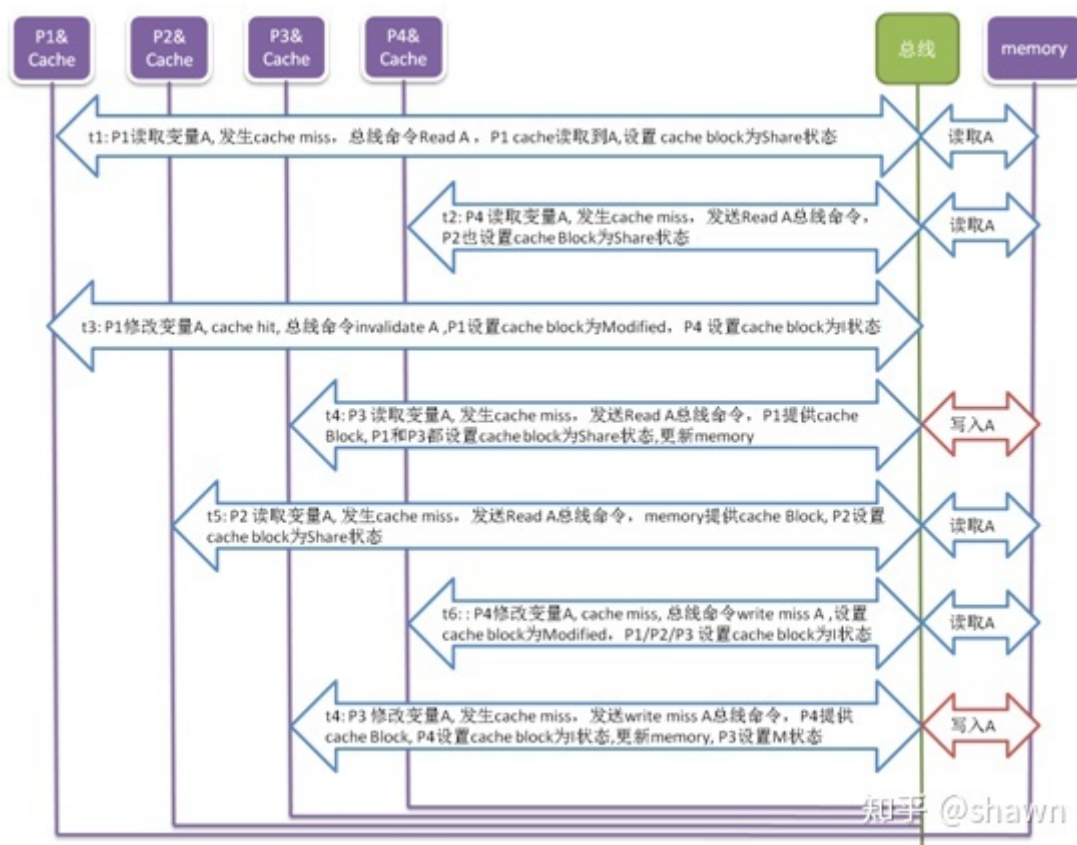 P1&
Cache
P2&
Cache
P3&
Cache
P4&
Cache
总线
memory
t1: P1读取变量A, 发生cache miss，总线命令Read A ，P1 cache读取到A,设置 cache block为Share状态
读取A
t2: P4 读取变量A, 发生cache miss，发送Read A总线命令，
P2也设置cache Block为Share状态
读取A
t3: P1修改变量A, cache hit, 总线命令invalidate A ,P1设置cache block为Modified，P4 设置cache block为I状态
t4: P3 读取变量A, 发生cache miss，发送Read A总线命令，P1提供cache
Block, P1和P3都设置cache block为Share状态,更新memory
写入A
t5: P2 读取变量A, 发生cache miss，发送Read A总线命令，memory提供cache Block, P2设置
cache block为Share状态
读取A
t6: : P4修改变量A, cache miss, 总线命令write miss A ,设置
cache block为Modified，P1/P2/P3 设置cache block为I状态
读取A
t4: P3 修改变量A, 发生cache miss，发送write miss A总线命令，P4提供
cache Block, P4设置cache block为I状态,更新memory, P3设置M状态
写入A
知乎 @shawn